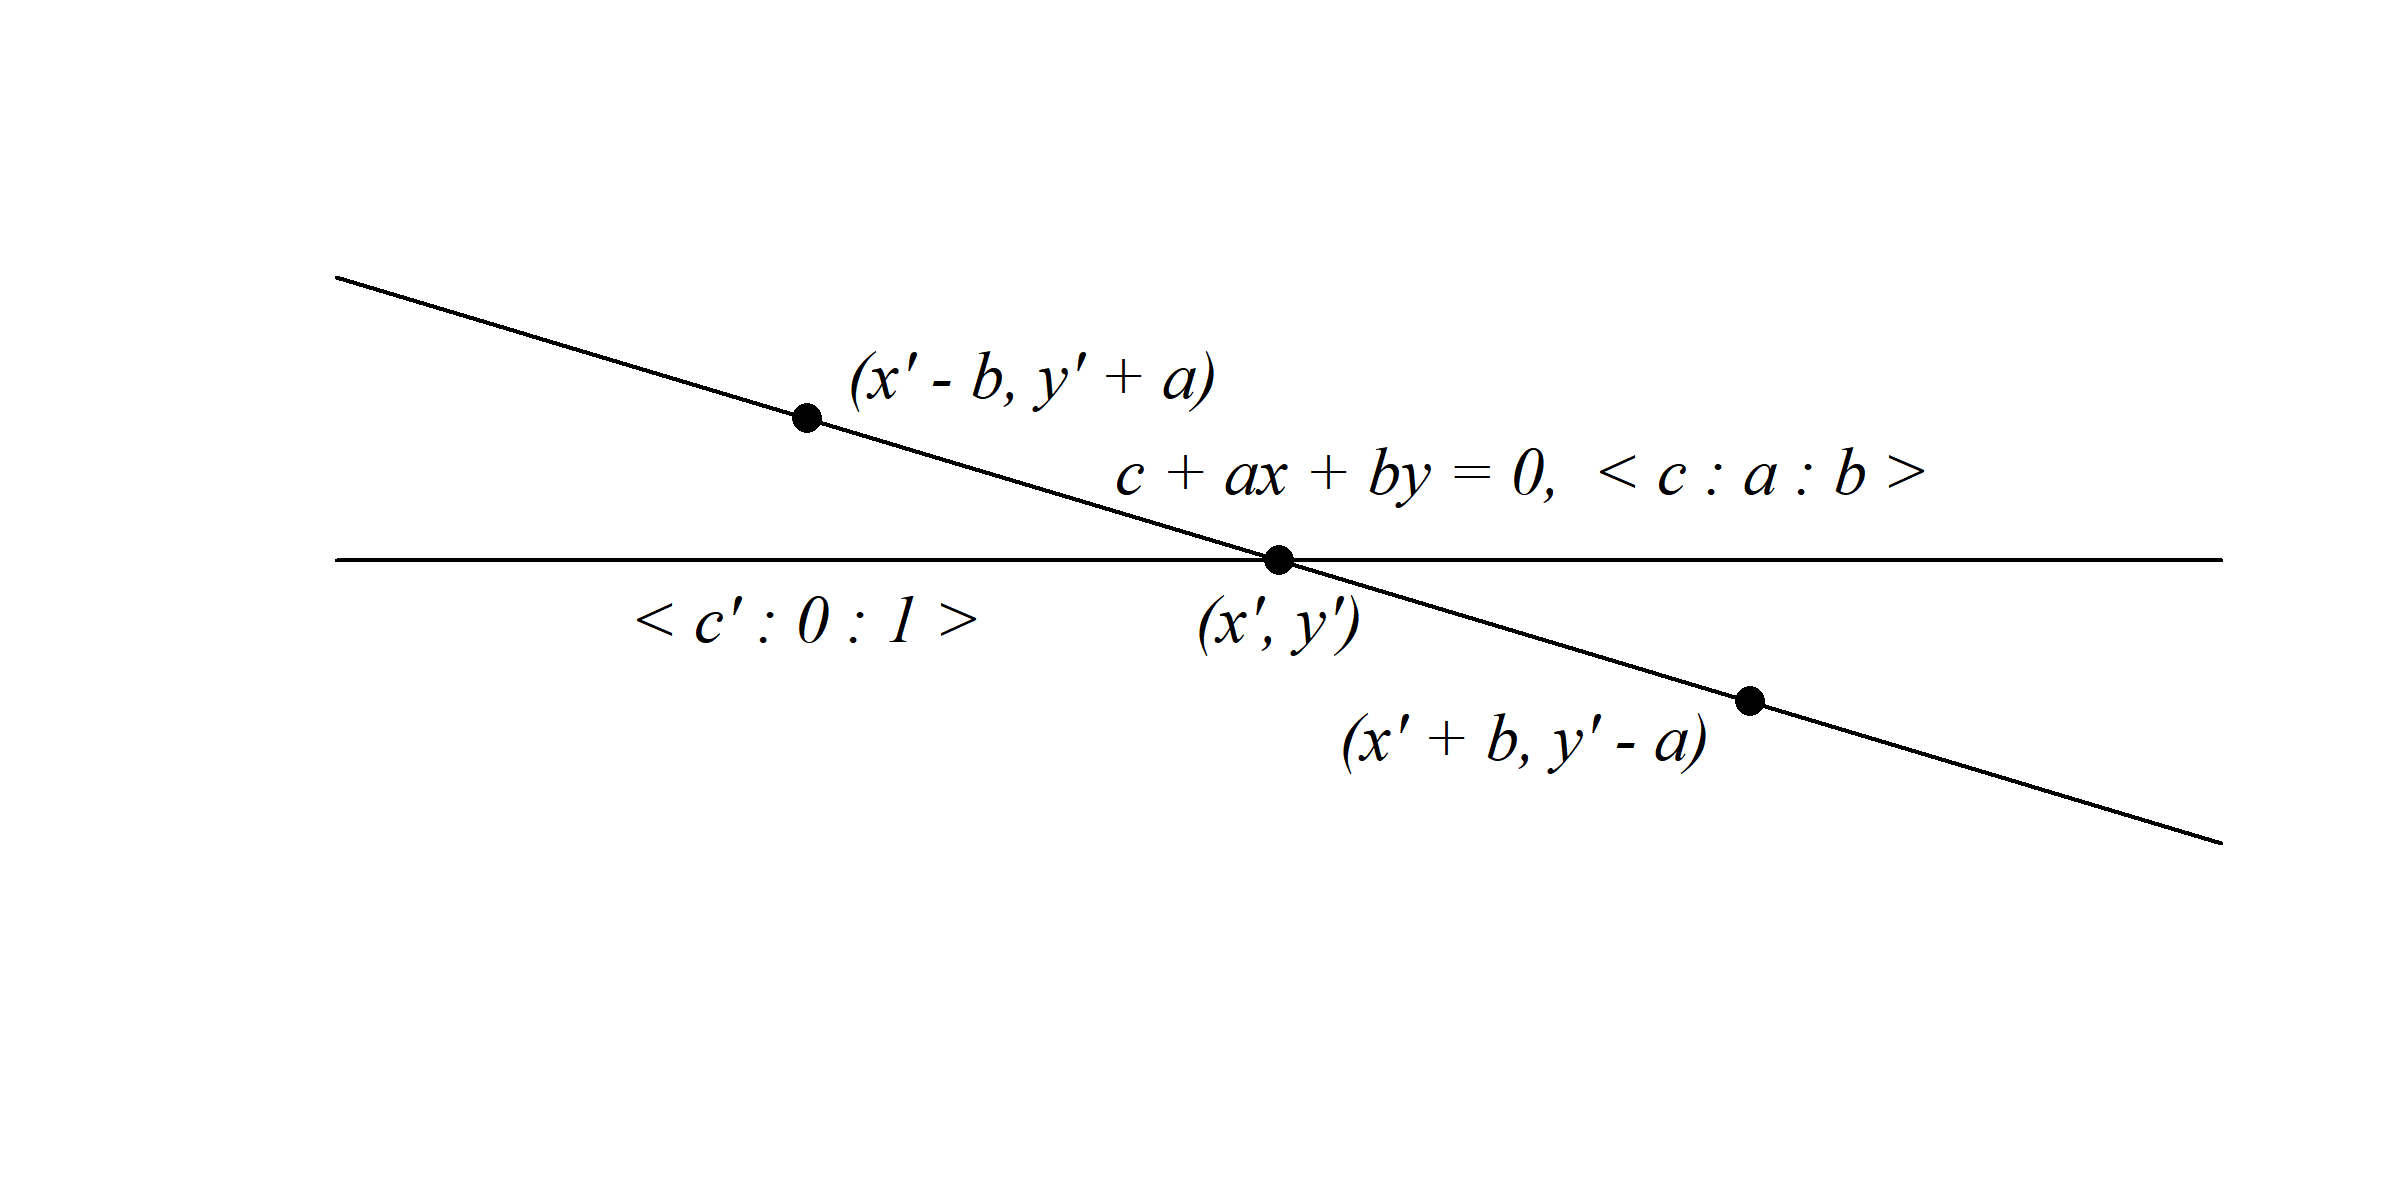 (x′ - b, y′ + a)
c + ax + by = 0, < c : a : b >
< c′ : 0 : 1 >
(x′, y′)
(x′ + b, y′ - a)